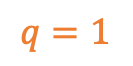 q = 1